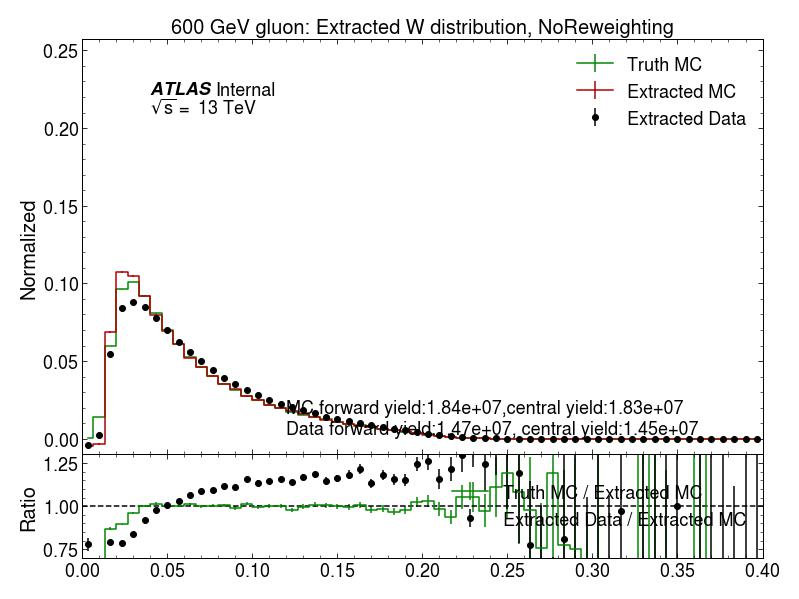 600 GeV gluon: Extracted W distribution, NoReweighting
0.25
0.20
0.15
0.10
0.05
0.00
Normalized
ATLAS Internal
√s = 13 TeV
Truth MC
Extracted MC
Extracted Data
MC forward yield:1.84e+07,central yield:1.83e+07
Data forward yield:1.47e+07, central yield:1.45e+07
1.25
1.00
0.75
Ratio
Truth MC / Extracted MC
Extracted Data / Extracted MC
0.00 0.05 0.10 0.15 0.20 0.25 0.30 0.35 0.40